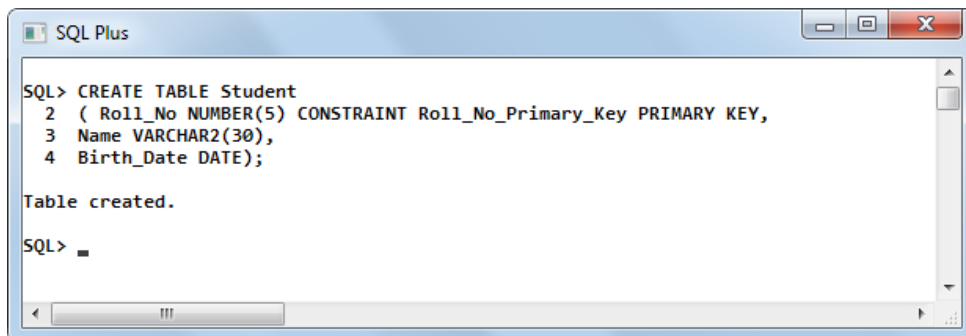 SQL Plus
SQL> CREATE TABLE Student
2 ( Roll_No NUMBER(5) CONSTRAINT Roll_No_Primary_Key PRIMARY KEY,
3 Name VARCHAR2(30),
4 Birth_Date DATE);
Table created.
SQL> _